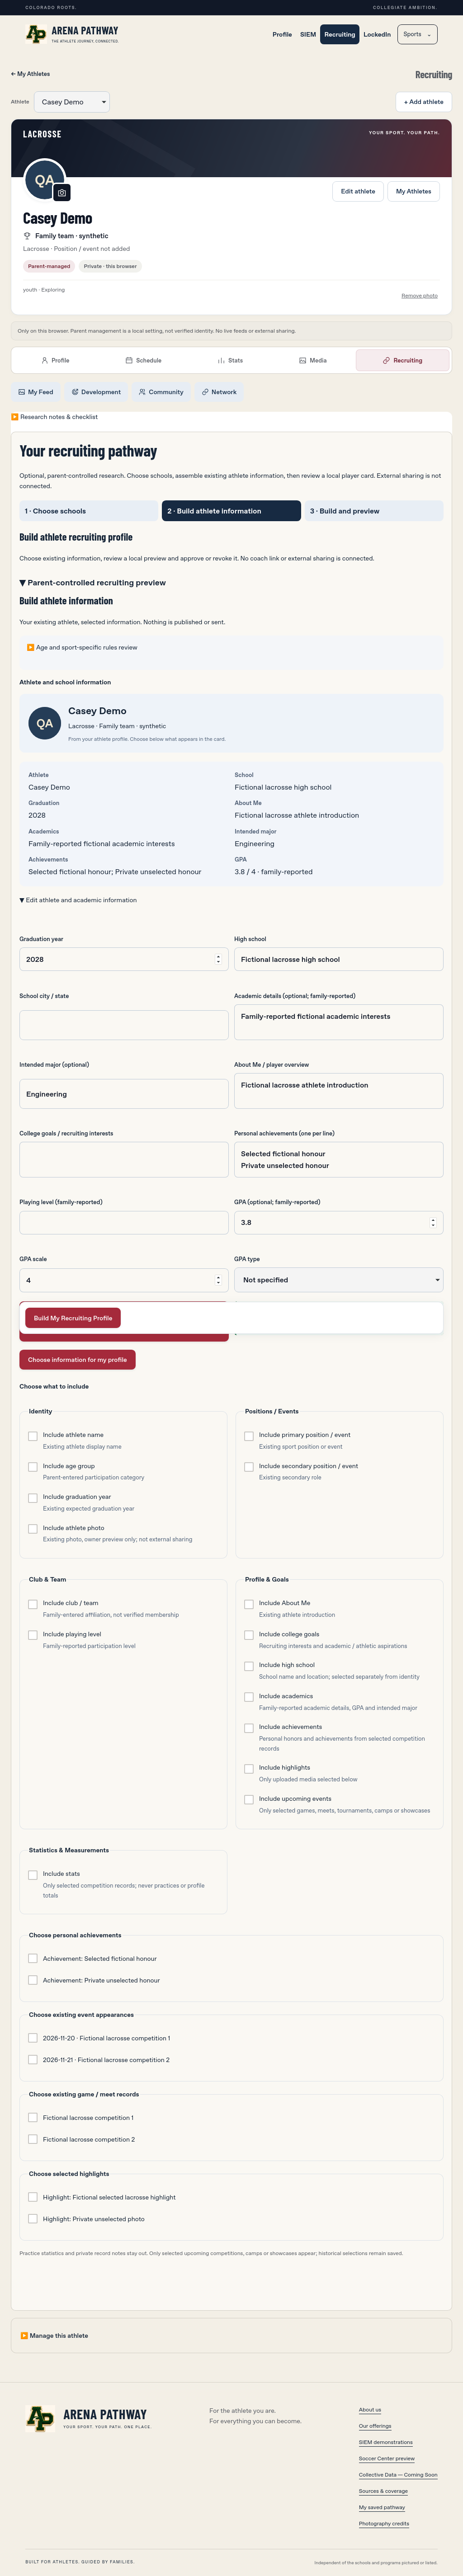 COLORADO ROOTS.
COLLEGIATE AMBITION.
AP ARENA PATHWAY
THE ATHLETE JOURNEY, CONNECTED.
Profile SIEM Recruiting LockedIn Sports
← My Athletes
Recruiting
Athlete Casey Demo
+ Add athlete
LACROSSE
YOUR SPORT. YOUR PATH.
QA
Edit athlete My Athletes
Casey Demo
Family team · synthetic
Lacrosse · Position / event not added
Parent-managed Private · this browser
youth · Exploring
Remove photo
Only on this browser. Parent management is a local setting, not verified identity. No live feeds or external sharing.
Profile Schedule Stats Media Recruiting
My Feed Development Community Network
Research notes & checklist
Your recruiting pathway
Optional, parent-controlled research. Choose schools, assemble existing athlete information, then review a local player card. External sharing is not
connected.
1 · Choose schools 2 · Build athlete information 3 · Build and preview
Build athlete recruiting profile
Choose existing information, review a local preview and approve or revoke it. No coach link or external sharing is connected.
▼ Parent-controlled recruiting preview
Build athlete information
Your existing athlete, selected information. Nothing is published or sent.
Age and sport-specific rules review
Athlete and school information
QA
Casey Demo
Lacrosse · Family team · synthetic
From your athlete profile. Choose below what appears in the card.
Athlete
Casey Demo
School
Fictional lacrosse high school
Graduation
2028
About Me
Fictional lacrosse athlete introduction
Academics
Family-reported fictional academic interests
Intended major
Engineering
Achievements
Selected fictional honour; Private unselected honour
GPA
3.8 / 4 · family-reported
▼ Edit athlete and academic information
Graduation year
2028
High school
Fictional lacrosse high school
School city / state
Academic details (optional; family-reported)
Family-reported fictional academic interests
Intended major (optional)
Engineering
About Me / player overview
Fictional lacrosse athlete introduction
College goals / recruiting interests
Personal achievements (one per line)
Selected fictional honour
Private unselected honour
Playing level (family-reported)
GPA (optional; family-reported)
3.8
GPA scale
4
GPA type
Not specified
Build My Recruiting Profile
Choose information for my profile
Choose what to include
Identity
Include athlete name
Existing athlete display name
Include age group
Parent-entered participation category
Include graduation year
Existing expected graduation year
Include athlete photo
Existing photo, owner preview only; not external sharing
Positions / Events
Include primary position / event
Existing sport position or event
Include secondary position / event
Existing secondary role
Club & Team
Include club / team
Family-entered affiliation, not verified membership
Include playing level
Family-reported participation level
Profile & Goals
Include About Me
Existing athlete introduction
Include college goals
Recruiting interests and academic / athletic aspirations
Include high school
School name and location; selected separately from identity
Include academics
Family-reported academic details, GPA and intended major
Include achievements
Personal honors and achievements from selected competition
records
Include highlights
Only uploaded media selected below
Include upcoming events
Only selected games, meets, tournaments, camps or showcases
Statistics & Measurements
Include stats
Only selected competition records; never practices or profile
totals
Choose personal achievements
Achievement: Selected fictional honour
Achievement: Private unselected honour
Choose existing event appearances
2026-11-20 · Fictional lacrosse competition 1
2026-11-21 · Fictional lacrosse competition 2
Choose existing game / meet records
Fictional lacrosse competition 1
Fictional lacrosse competition 2
Choose selected highlights
Highlight: Fictional selected lacrosse highlight
Highlight: Private unselected photo
Practice statistics and private record notes stay out. Only selected upcoming competitions, camps or showcases appear; historical selections remain saved.
Manage this athlete
AP ARENA PATHWAY
YOUR SPORT. YOUR PATH. ONE PLACE.
For the athlete you are.
For everything you can become.
About us
Our offerings
SIEM demonstrations
Soccer Center preview
Collective Data — Coming Soon
Sources & coverage
My saved pathway
Photography credits
BUILT FOR ATHLETES. GUIDED BY FAMILIES.
Independent of the schools and programs pictured or listed.